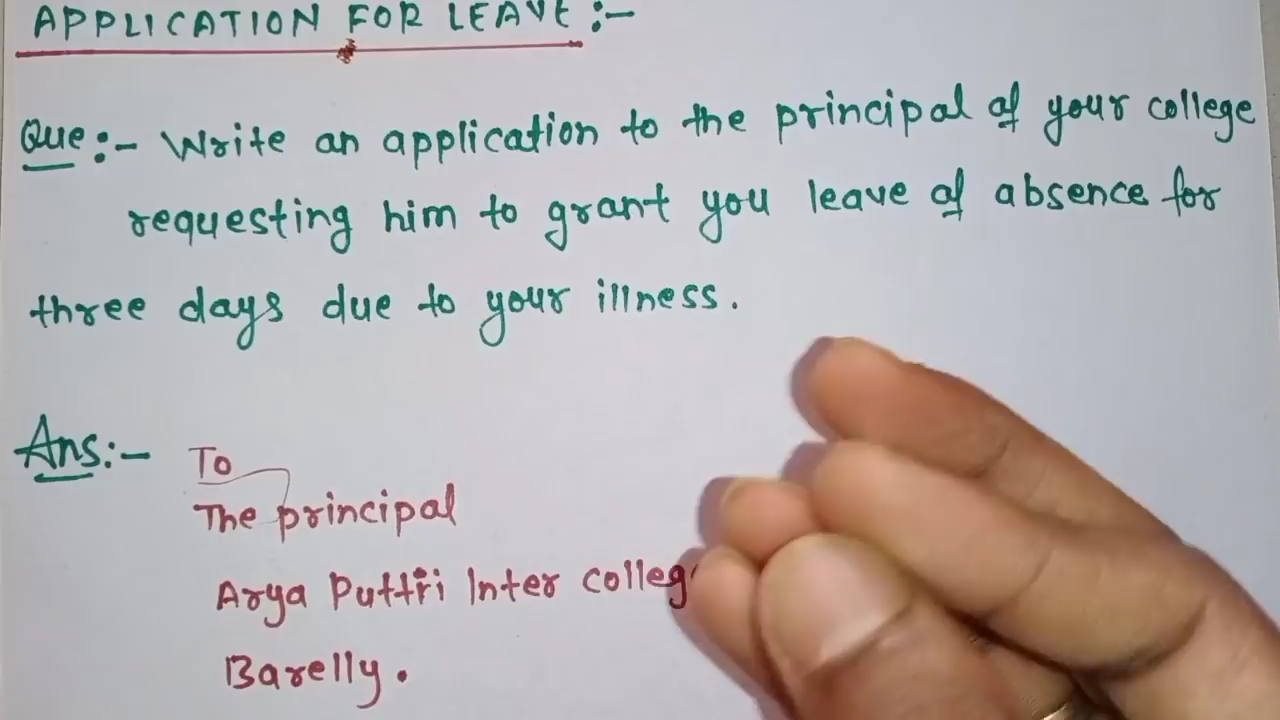 APPLICATION FOR LEAVE :-
Que:- Write an application to the principal of your college
requesting him to grant you leave of absence for
three days due to your illness.
Ans:- To
The principal
Arya Puttri Inter colleg
Barelly.